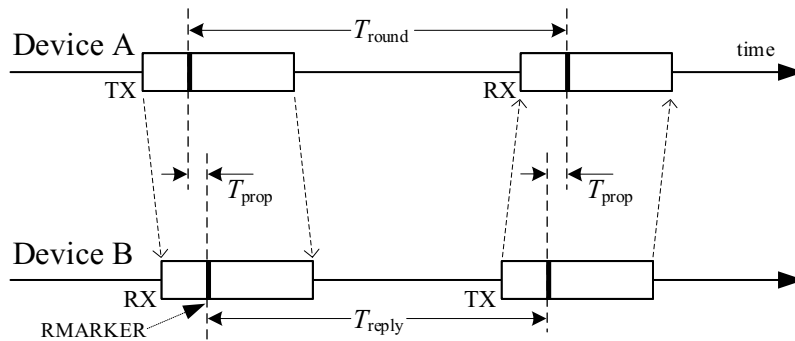 Device A
T_round
time
TX
RX
T_prop
T_prop
Device B
RX
TX
RMARKER
T_reply